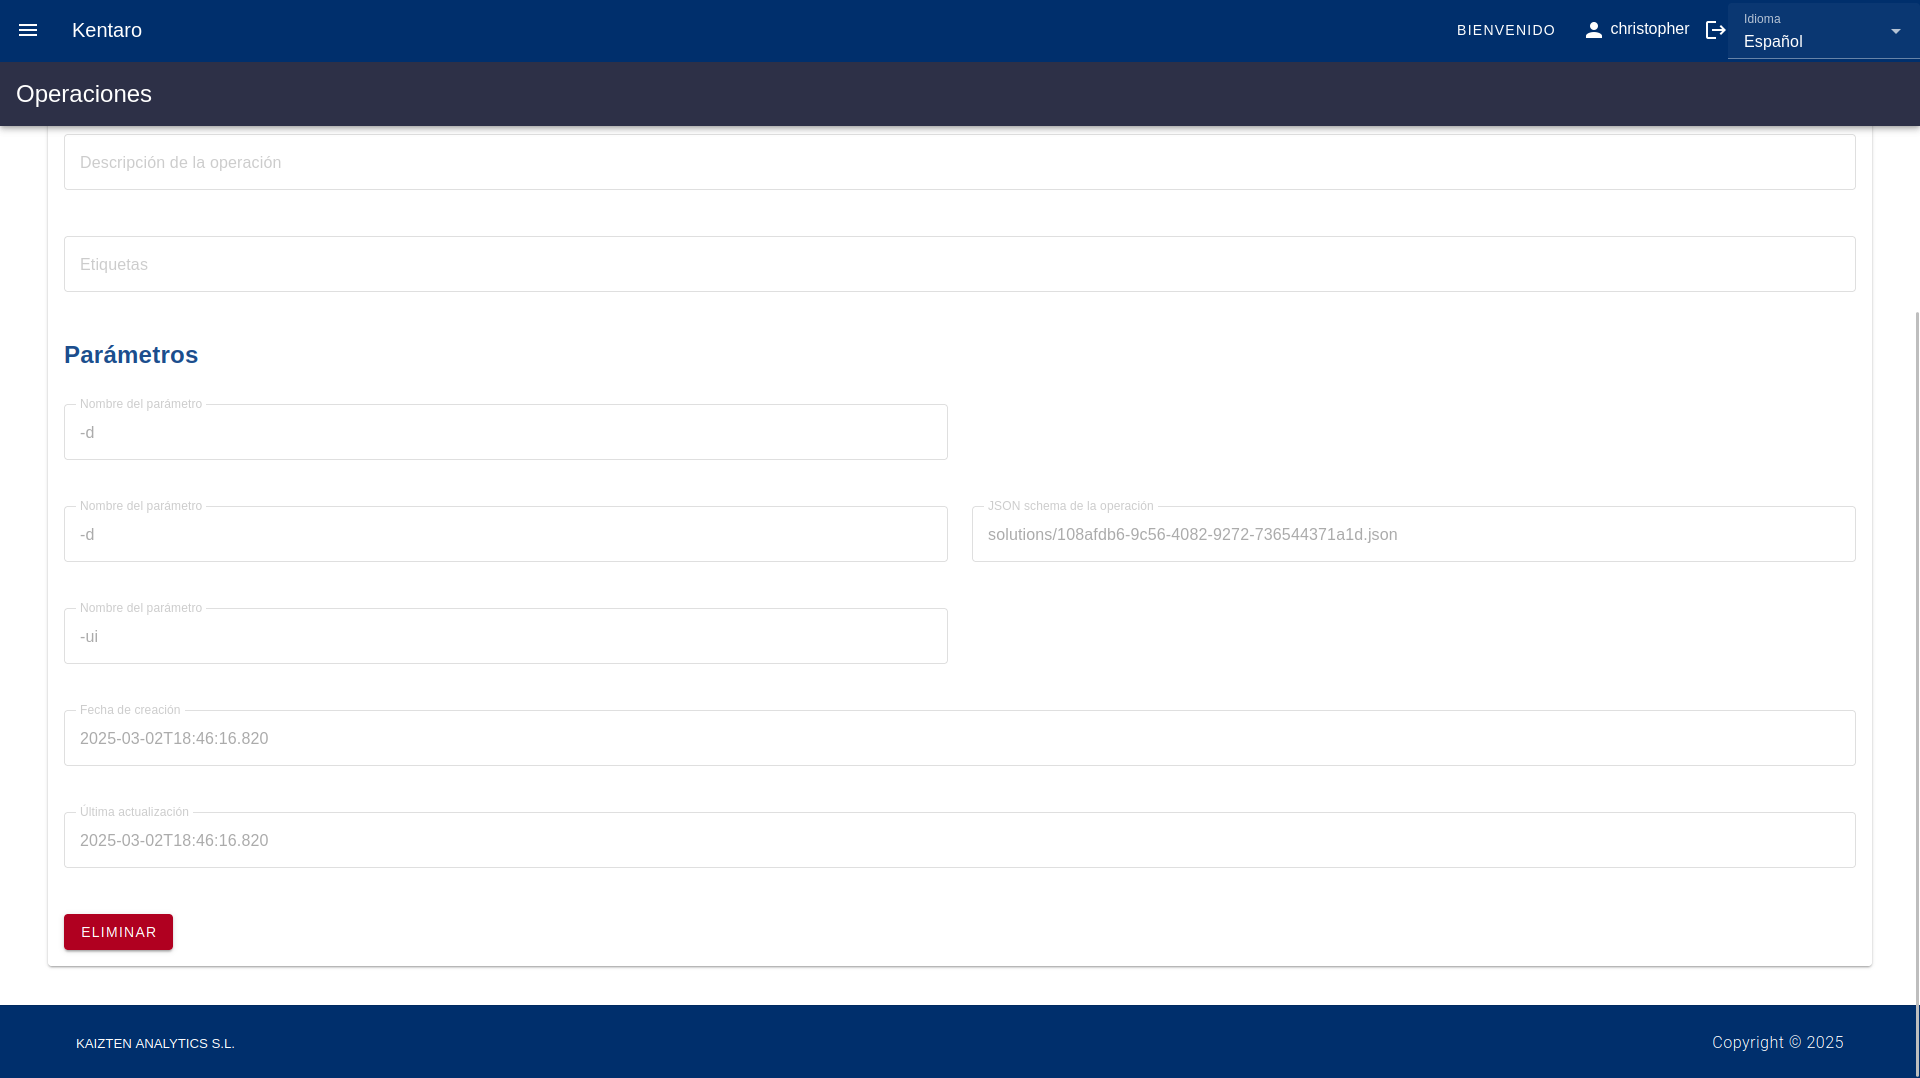 Kentaro
BIENVENIDO
christopher
Idioma
Español
Operaciones
Descripción de la operación
Etiquetas
Parámetros
Nombre del parámetro
-d
Nombre del parámetro
-d
JSON schema de la operación
solutions/108afdb6-9c56-4082-9272-736544371a1d.json
Nombre del parámetro
-ui
Fecha de creación
2025-03-02T18:46:16.820
Última actualización
2025-03-02T18:46:16.820
ELIMINAR
KAIZTEN ANALYTICS S.L.
Copyright © 2025